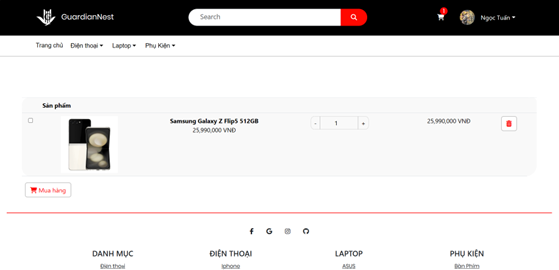 GuardianNest
Search
1
Ngọc Tuấn
Trang chủ Điện thoại Laptop Phụ Kiện
Sản phẩm
Samsung Galaxy Z Flip5 512GB
25,990,000 VNĐ
- 1 +
25,990,000 VNĐ
Mua hàng
DANH MỤC
Điện thoại
ĐIỆN THOẠI
Iphone
LAPTOP
ASUS
PHỤ KIỆN
Bàn Phím